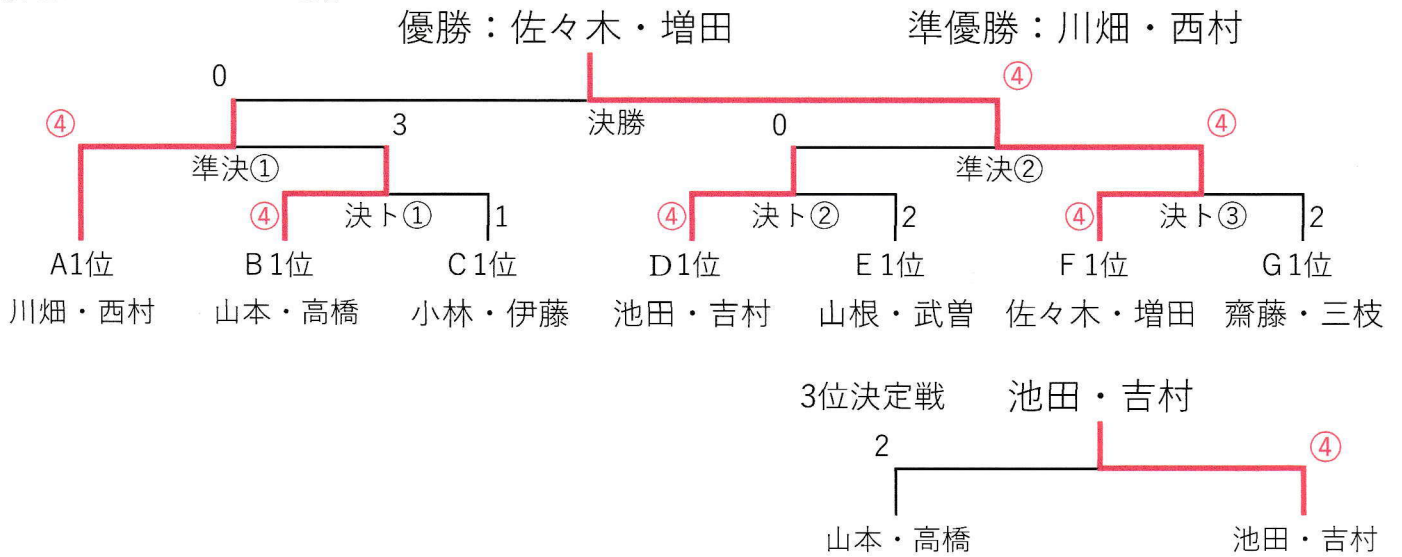 優勝：佐々木・増田 準優勝：川畑・西村
0 ④
④ 3 決勝 0 ④
準決① 準決②
④ 決ト① 1 ④ 決ト② 2 ④ 決ト③ 2
A1位 B1位 C1位 D1位 E1位 F1位 G1位
川畑・西村 山本・高橋 小林・伊藤 池田・吉村 山根・武曽 佐々木・増田 齋藤・三枝
3位決定戦 池田・吉村
2 ④
山本・高橋 池田・吉村